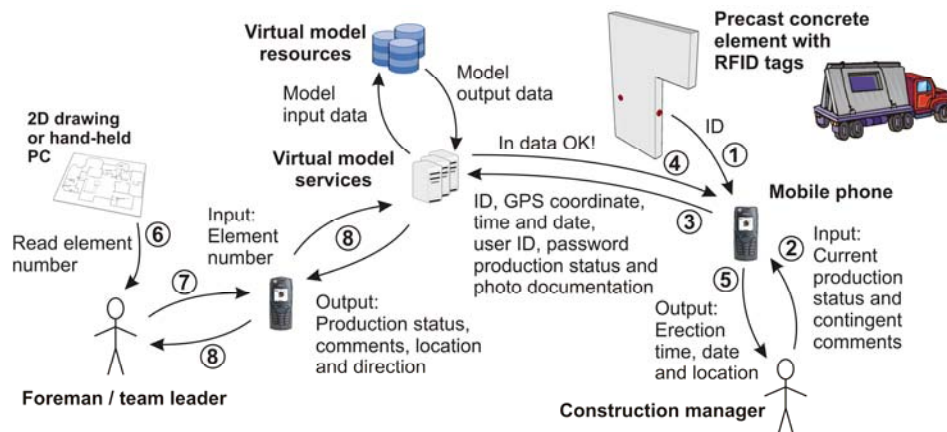 Virtual model
resources
Precast concrete
element with
RFID tags
Model
input data
Model
output data
2D drawing
or hand-held
PC
Virtual model
services
In data OK!
ID
4
1
3
Mobile phone
ID, GPS coordinate,
time and date,
user ID, password
production status and
photo documentation
Input:
Element
number
8
6
Read element
number
2
Input:
Current
production
status and
contingent
comments
7
5
Output:
Production status,
comments, location
and direction
Output:
Erection
time, date
and location
8
Foreman / team leader
Construction manager